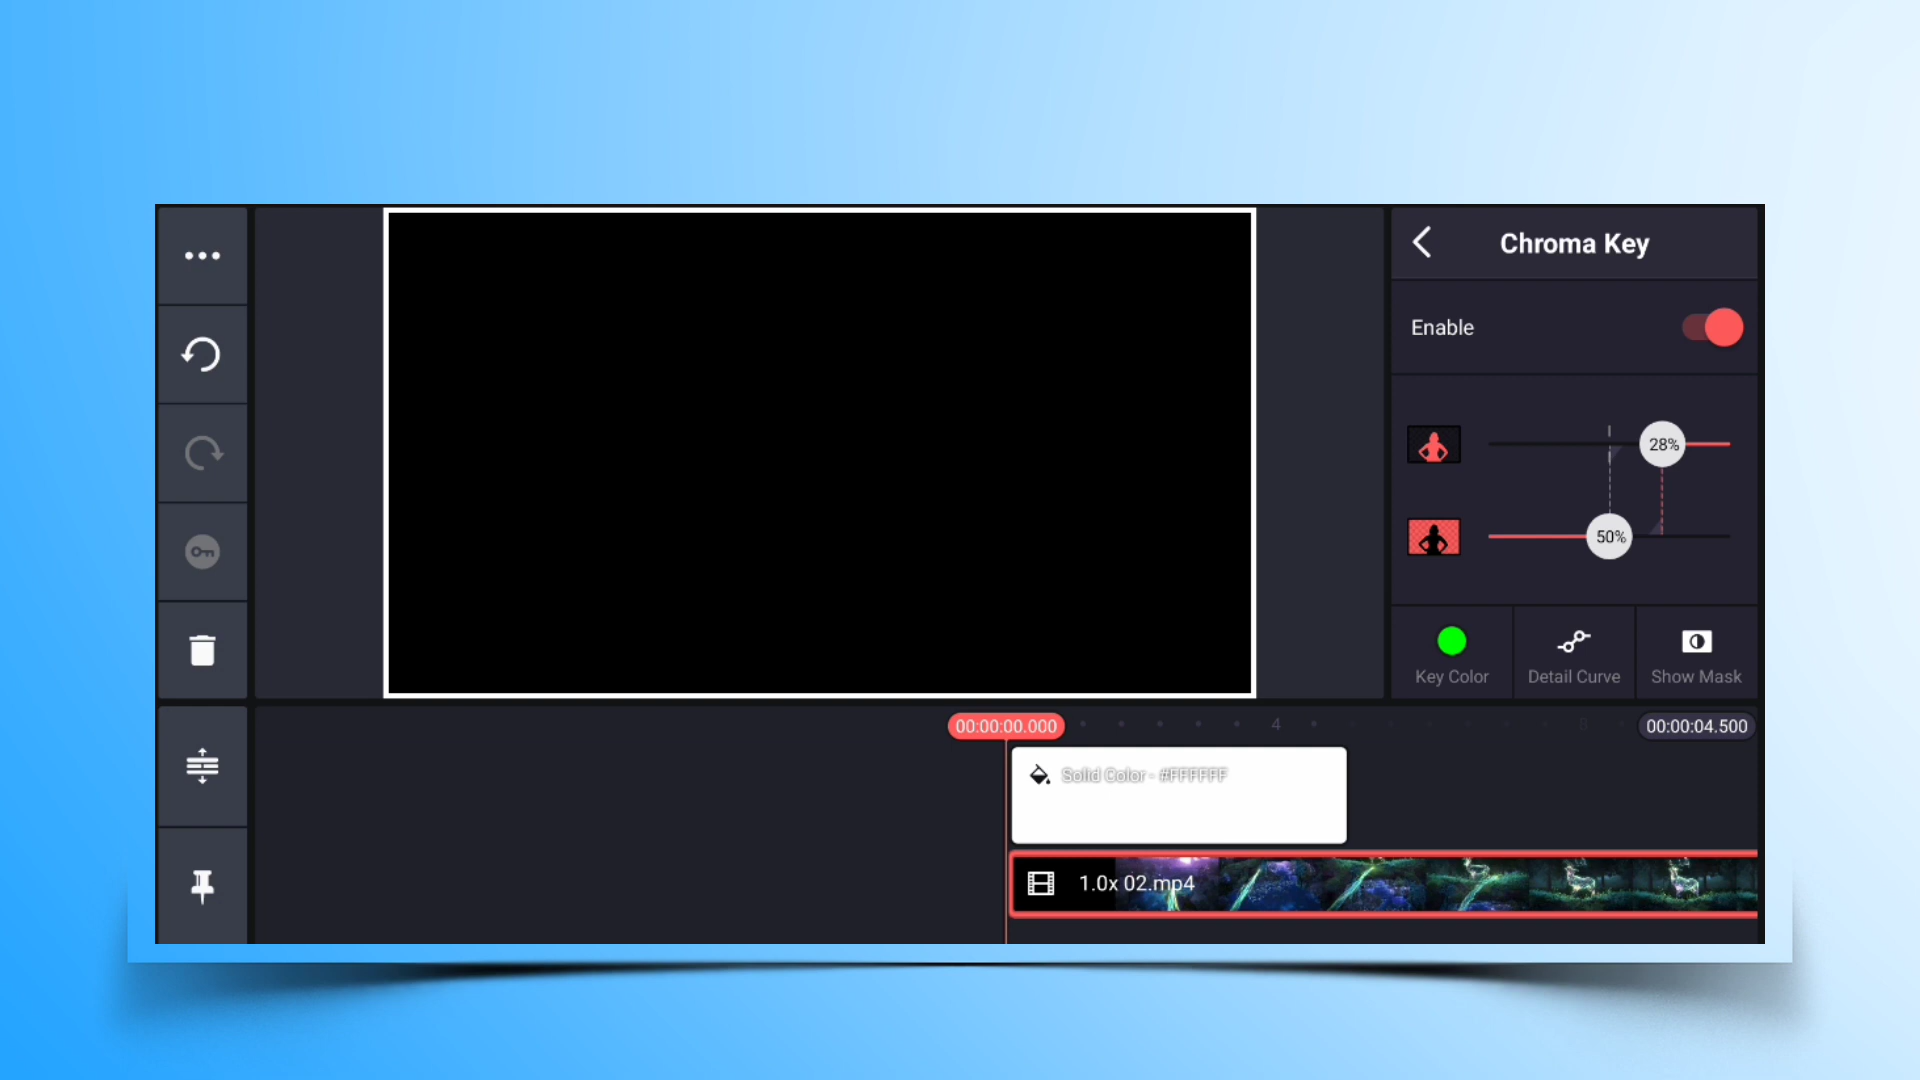 Chroma Key
Enable
28%
50%
Key Color
Detail Curve
Show Mask
00:00:00.000
4
8
00:00:04.500
Solid Color - #FFFFFF
1.0x 02.mp4